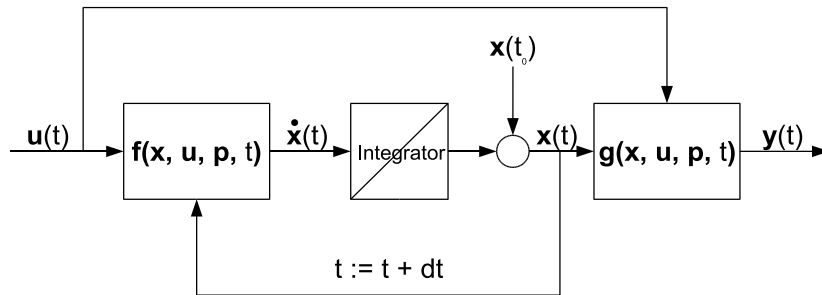 x(t₀)
u(t)
f(x, u, p, t)
ẋ(t)
Integrator
x(t)
g(x, u, p, t)
y(t)
t := t + dt